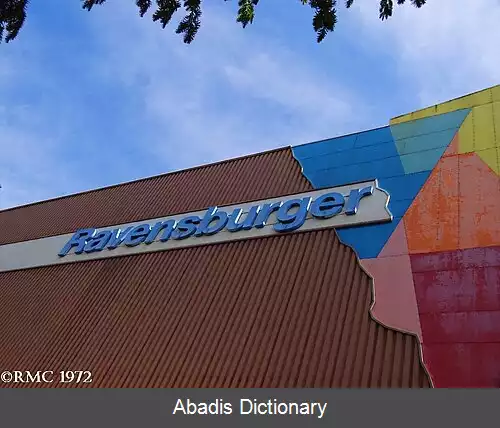 Ravensburger
©RMC 1972
Abadis Dictionary